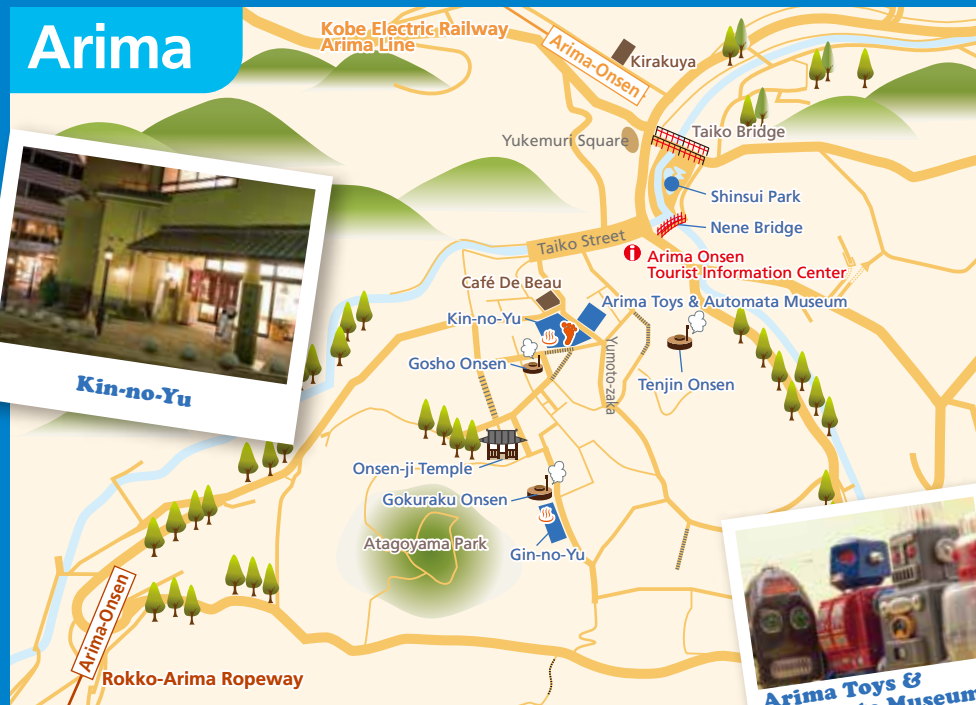 Arima
Kobe Electric Railway
Arima Line
Arima-Onsen
Kirakuya
Yukemuri Square
Taiko Bridge
Shinsui Park
Nene Bridge
Taiko Street
Arima Onsen
Tourist Information Center
Café De Beau
Arima Toys & Automata Museum
Kin-no-Yu
Gosho Onsen
Yumoto-zaka
Tenjin Onsen
Kin-no-Yu
Onsen-ji Temple
Gokuraku Onsen
Atagoyama Park
Gin-no-Yu
Arima-Onsen
Rokko-Arima Ropeway
Arima Toys &
Museum